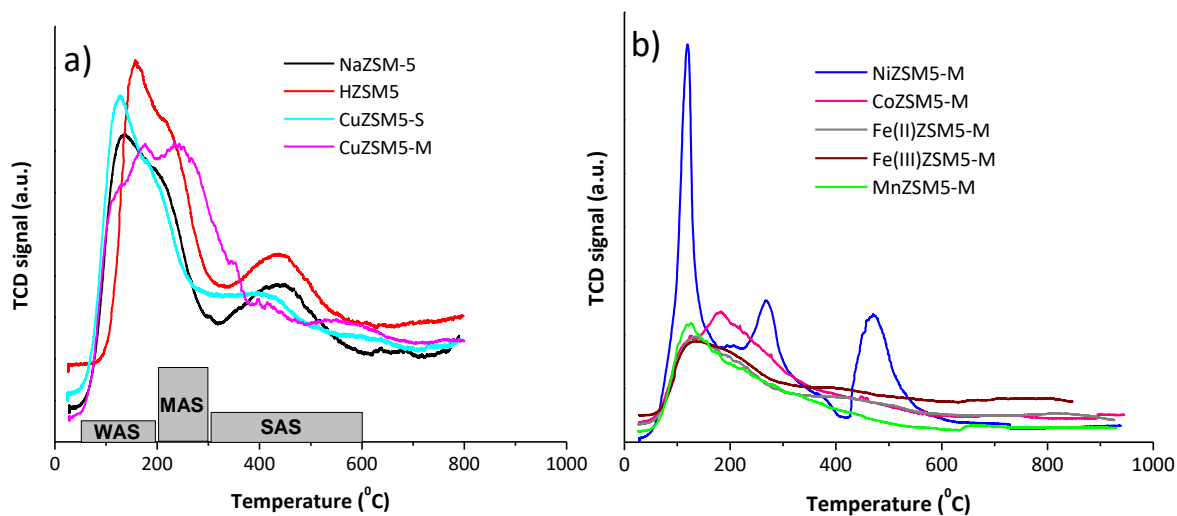 a)
NaZSM-5
HZSM5
CuZSM5-S
CuZSM5-M
TCD signal (a.u.)
WAS
MAS
SAS
0 200 400 600 800 1000
Temperature (⁰C)
b)
NiZSM5-M
CoZSM5-M
Fe(II)ZSM5-M
Fe(III)ZSM5-M
MnZSM5-M
TCD signal (a.u.)
0 200 400 600 800 1000
Temperature (⁰C)